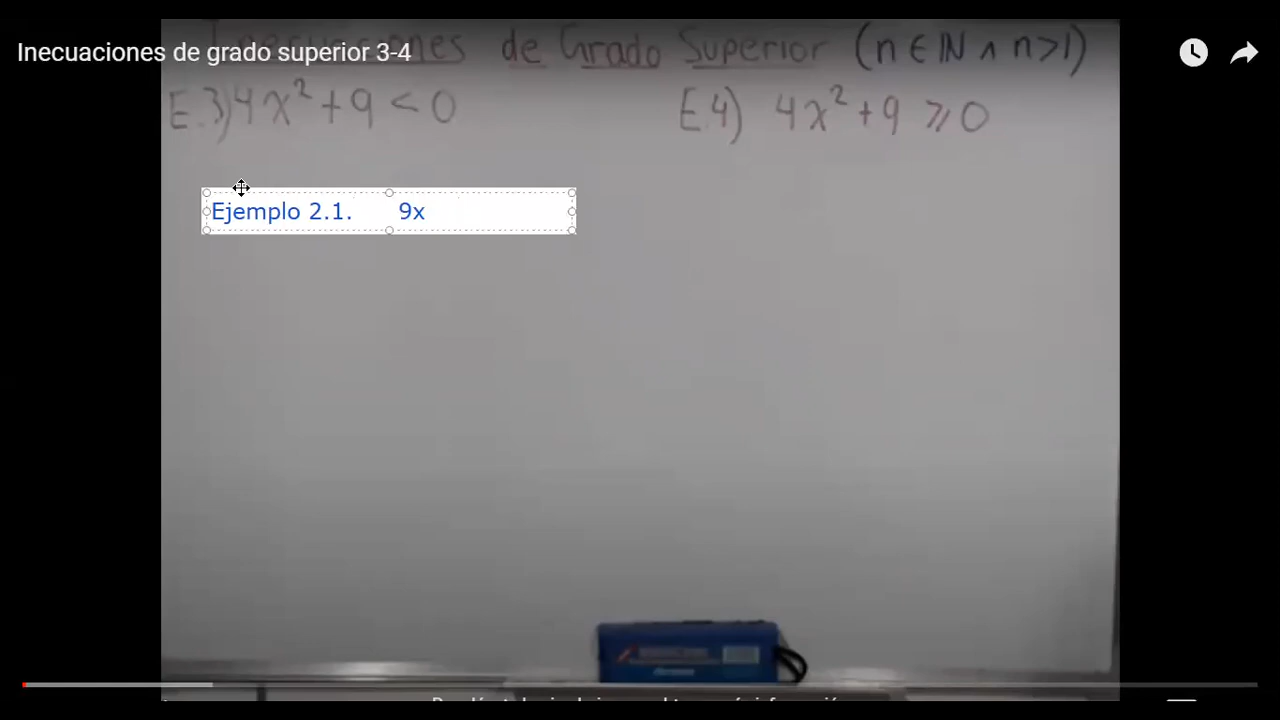 Inecuaciones de grado superior 3-4
Inecuaciones de Grado Superior (n ∈ ℕ ∧ n>1)
E.3) 4x² + 9 < 0
E.4) 4x² + 9 ⩾ 0
Ejemplo 2.1. 9x